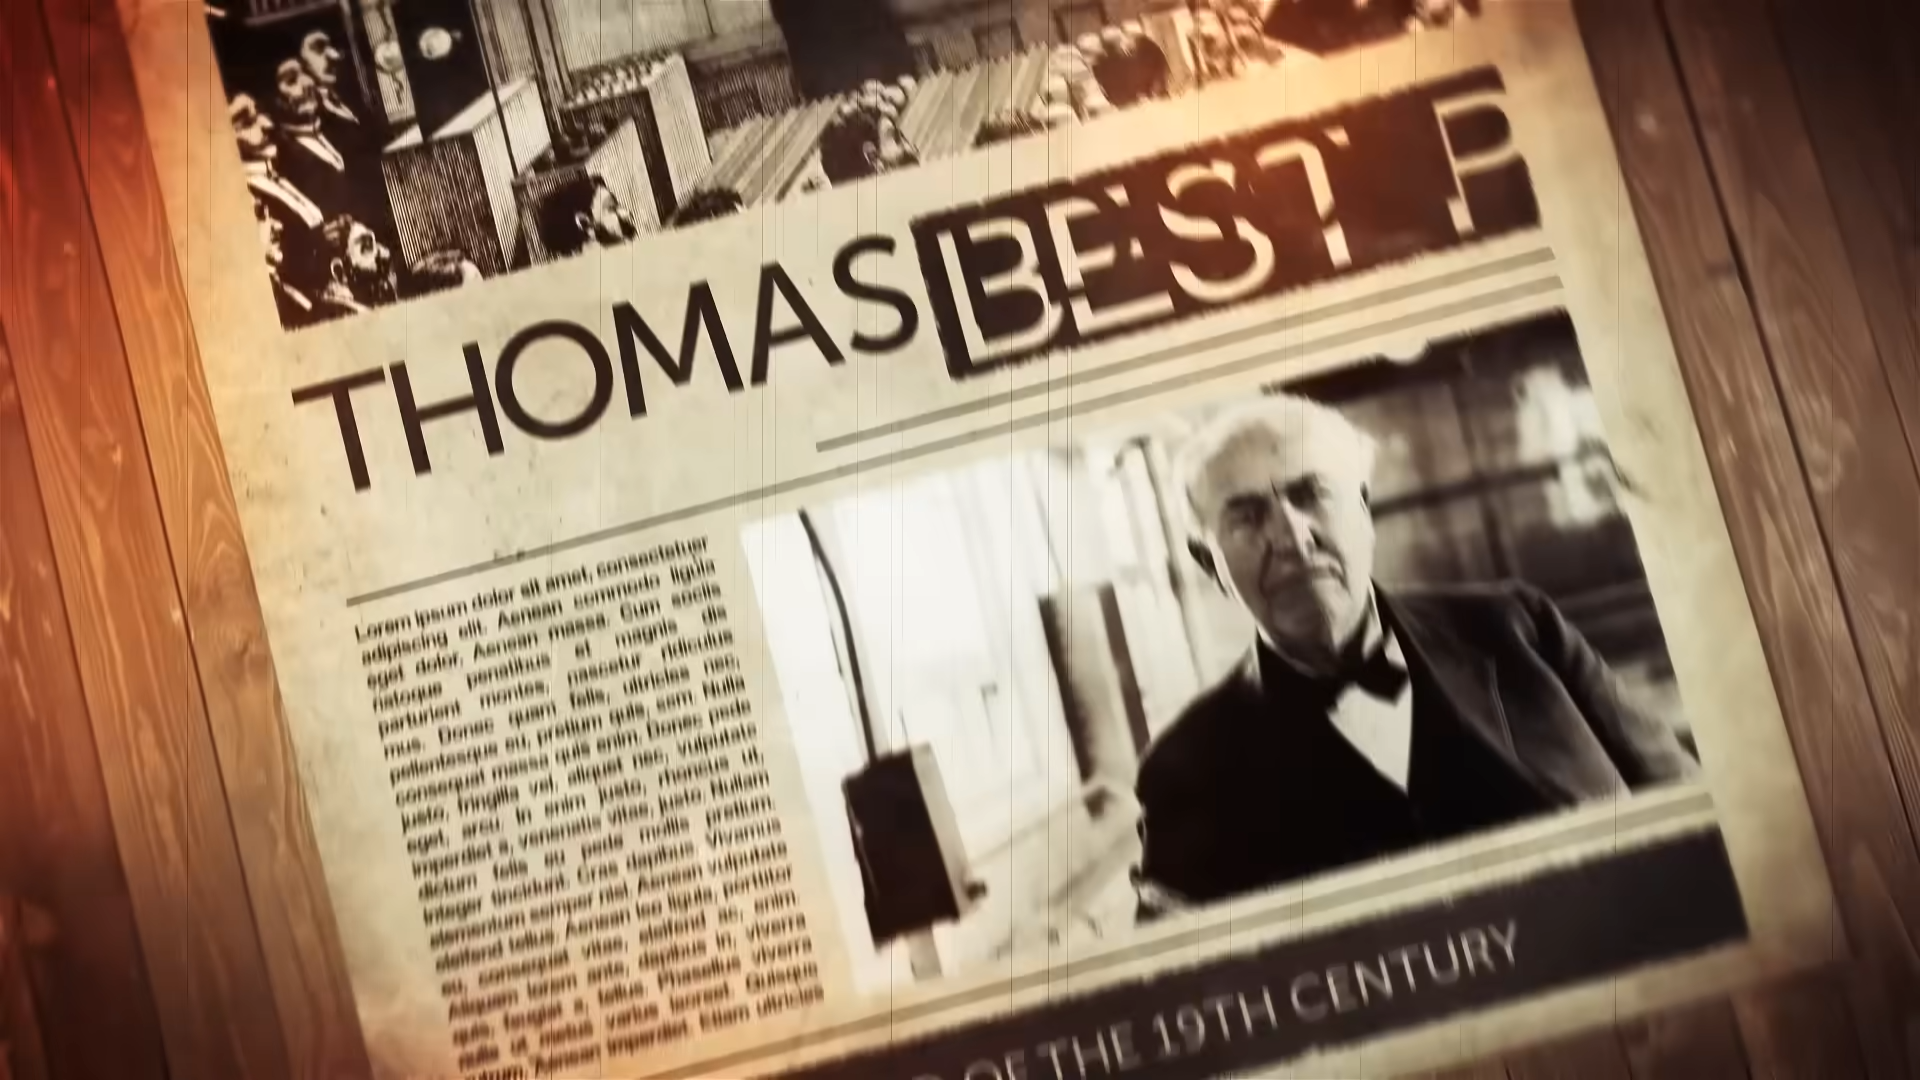 THOMAS BEST P
Lorem ipsum dolor sit amet, consectetuer
adipiscing elit. Aenean commodo ligula
eget dolor. Aenean massa. Cum sociis
natoque penatibus et magnis dis
parturient montes, nascetur ridiculus
mus. Donec quam felis, ultricies nec,
pellentesque eu, pretium quis, sem. Nulla
consequat massa quis enim. Donec pede
justo, fringilla vel, aliquet nec, vulputate
eget, arcu. In enim justo, rhoncus ut,
imperdiet a, venenatis vitae, justo. Nullam
dictum felis eu pede mollis pretium.
Integer tincidunt. Cras dapibus. Vivamus
elementum semper nisi. Aenean vulputate
eleifend tellus. Aenean leo ligula, porttitor
eu, consequat vitae, eleifend ac, enim.
Aliquam lorem ante, dapibus in, viverra
quis, feugiat a, tellus. Phasellus viverra
nulla ut metus varius laoreet. Quisque
rutrum. Aenean imperdiet. Etiam ultricies
OF THE 19TH CENTURY